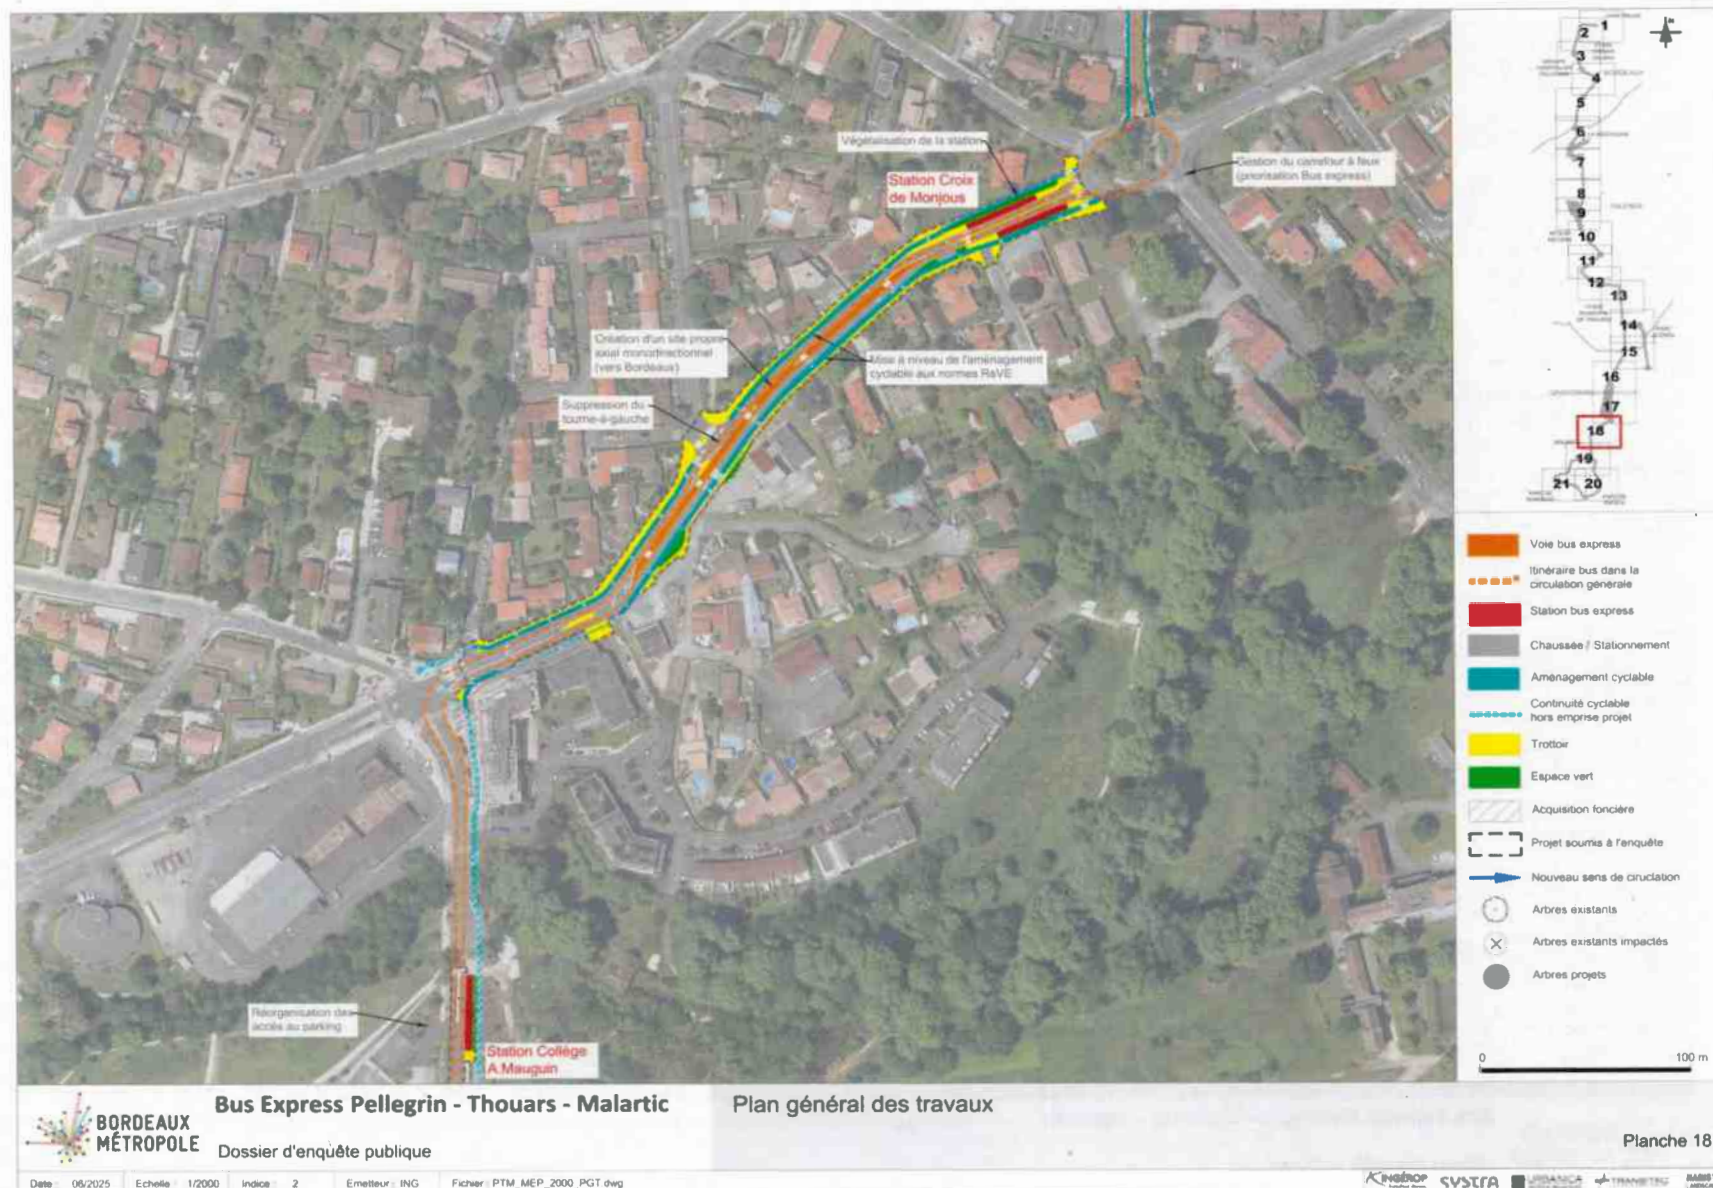 Végétalisation de la station
Station Croix
de Monjous
Gestion du carrefour à feux
(priorisation Bus express)
Création d'un site propre
axial monodirectionnel
(vers Bordeaux)
Mise à niveau de l'aménagement
cyclable aux normes ReVE
Suppression du
tourne-à-gauche
Réorganisation des
accès au parking
Station Collège
A.Mauguin
1
2
3
4
5
6
7
8
9
10
11
12
13
14
15
16
17
18
19
21 20
Voie bus express
Itinéraire bus dans la
circulation générale
Station bus express
Chaussée / Stationnement
Aménagement cyclable
Continuité cyclable
hors emprise projet
Trottoir
Espace vert
Acquisition foncière
Projet soumis à l'enquête
Nouveau sens de ciruclation
Arbres existants
Arbres existants impactés
Arbres projets
0 100 m
BORDEAUX
MÉTROPOLE
Bus Express Pellegrin - Thouars - Malartic
Dossier d'enquête publique
Plan général des travaux
Planche 18
Date : 06/2025 Echelle : 1/2000 Indice : 2 Emetteur : ING Fichier : PTM_MEP_2000_PGT.dwg
INGÉROP SYSTRA URBANICA TRANSITEC